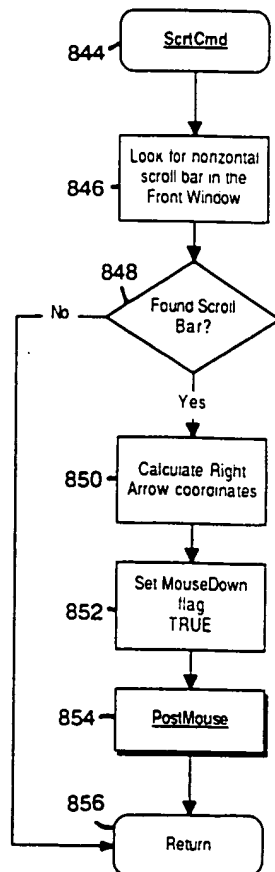 844
ScrtCmd
846
Look for horizontal
scroll bar in the
Front Window
848
No
Found Scroll
Bar?
Yes
850
Calculate Right
Arrow coordinates
852
Set MouseDown
flag
TRUE
854
PostMouse
856
Return